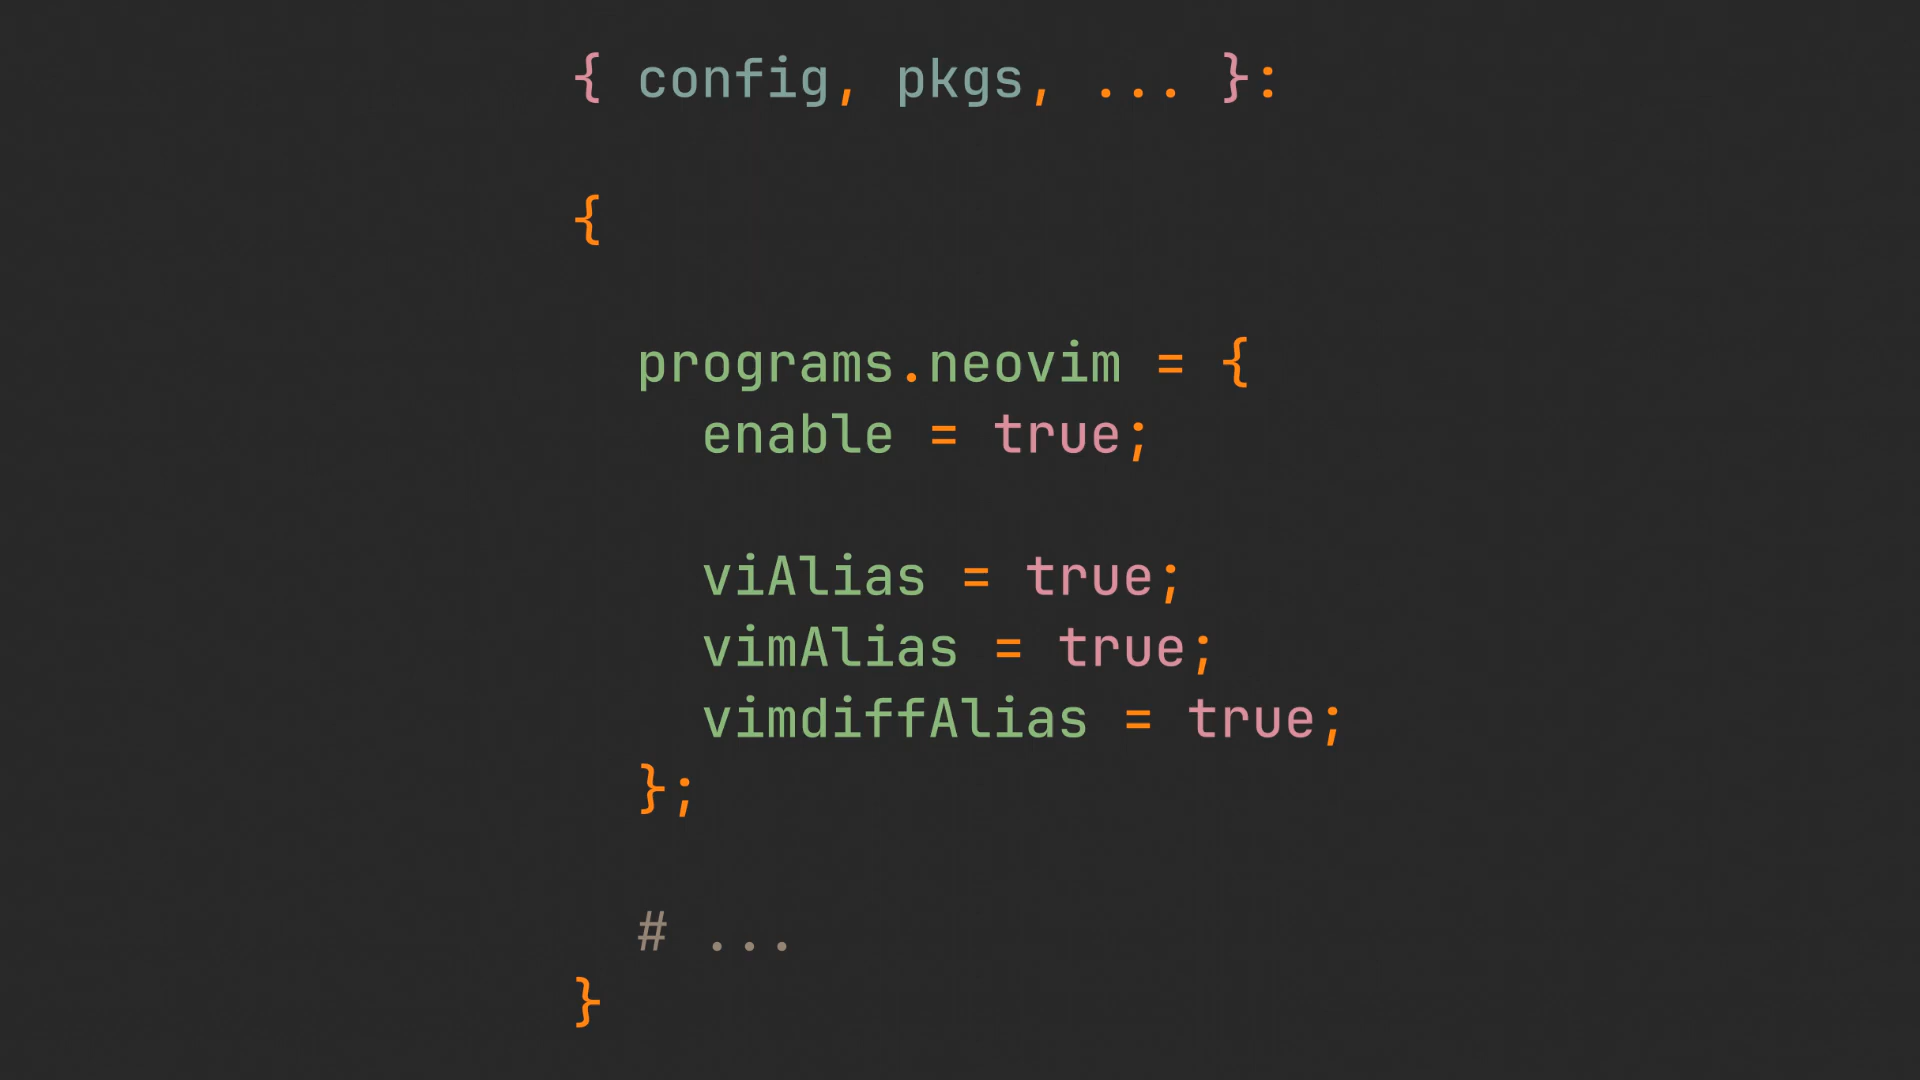 { config, pkgs, ... }:
{
programs.neovim = {
enable = true;
viAlias = true;
vimAlias = true;
vimdiffAlias = true;
};
# ...
}